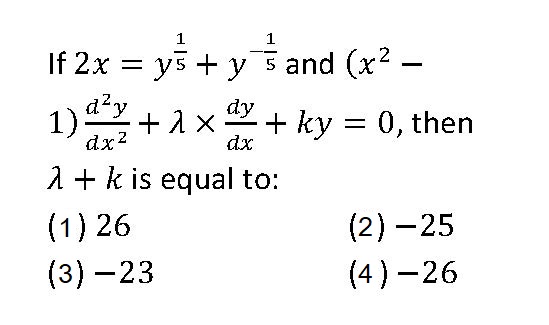 If 2x = y^{1/5} + y^{-1/5} and (x² −
1) d²y/dx² + λ × dy/dx + ky = 0, then
λ + k is equal to:
(1) 26 (2) −25
(3) −23 (4) −26